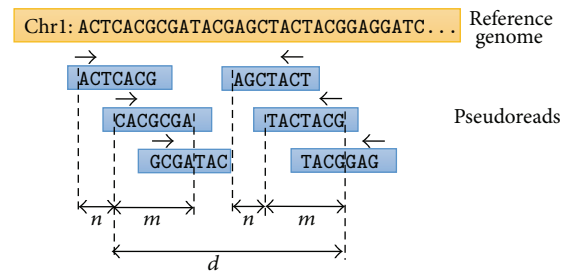 Chr1: ACTCACGCGATACGAGCTACTACGGAGGATC...
Reference
genome
ACTCACG
AGCTACT
CACGCGA
TACTACG
Pseudoreads
GCGATAC
TACGGAG
n
m
n
m
d